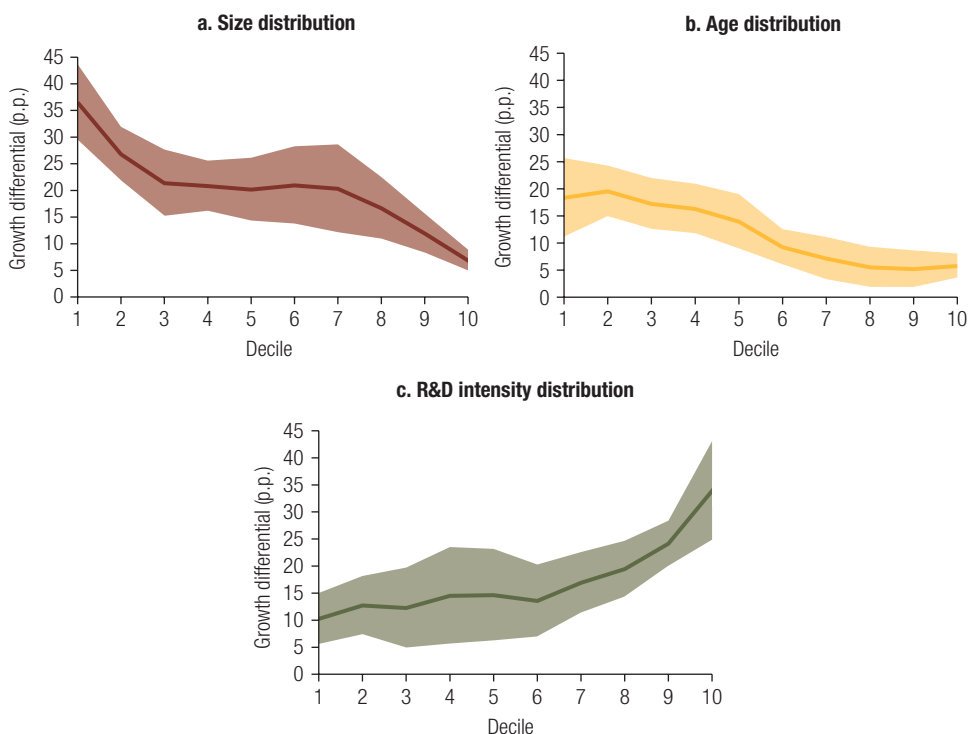 a. Size distribution
Growth differential (p.p.)
45
40
35
30
25
20
15
10
5
0
1 2 3 4 5 6 7 8 9 10
Decile
b. Age distribution
Growth differential (p.p.)
45
40
35
30
25
20
15
10
5
0
1 2 3 4 5 6 7 8 9 10
Decile
c. R&D intensity distribution
Growth differential (p.p.)
45
40
35
30
25
20
15
10
5
0
1 2 3 4 5 6 7 8 9 10
Decile